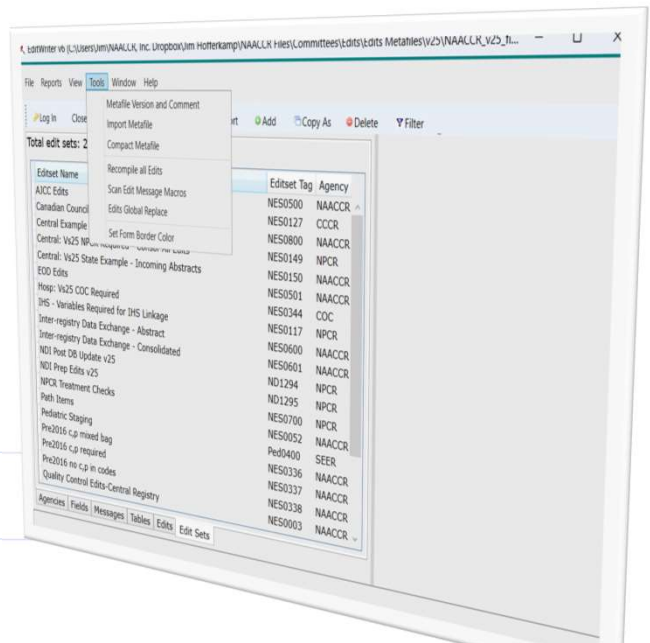 EditWriter v6 (C:\Users\Jim\NAACCR, Inc. Dropbox\Jim Hofferkamp\NAACCR Files\Committees\Edits\Edits Metafiles\v25\NAACCR_v25_fi...
File Reports View Tools Window Help
Log In Close Add Copy As Delete Filter
Metafile Version and Comment
Import Metafile
Compact Metafile
Recompile all Edits
Scan Edit Message Macros
Edits Global Replace
Set Form Border Color
Total edit sets: 2
Editset Name Editset Tag Agency
AJCC Edits NES0500 NAACCR
Canadian Council NES0127 CCCR
Central Example NES0800 NAACCR
Central: Vs25 NPCR Required - Consol-All Edits NES0149 NPCR
Central: Vs25 State Example - Incoming Abstracts NES0150 NAACCR
EOD Edits NES0501 NAACCR
Hosp: Vs25 COC Required NES0344 COC
IHS - Variables Required for IHS Linkage NES0117 NPCR
Inter-registry Data Exchange - Abstract NES0600 NAACCR
Inter-registry Data Exchange - Consolidated NES0601 NAACCR
NDI Post DB Update v25 ND1294 NPCR
NDI Prep Edits v25 ND1295 NPCR
NPCR Treatment Checks NES0700 NPCR
Path Items NES0052 NAACCR
Pediatric Staging Ped0400 SEER
Pre2016 c,p mixed bag NES0336 NAACCR
Pre2016 c,p required NES0337 NAACCR
Pre2016 no c,p in codes NES0338 NAACCR
Quality Control Edits-Central Registry NES0003 NAACCR
Agencies Fields Messages Tables Edits Edit Sets